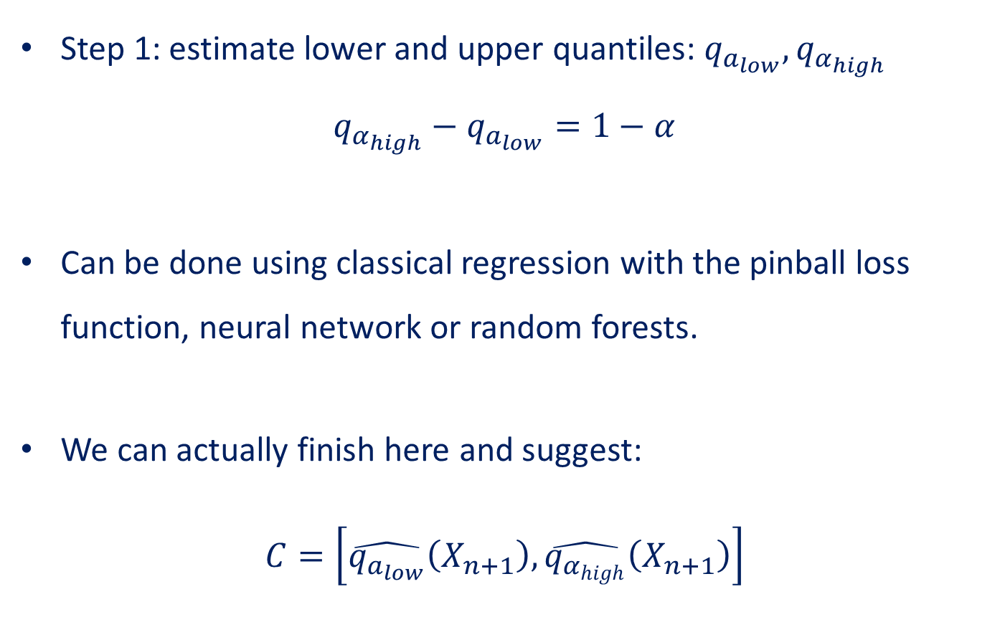 • Step 1: estimate lower and upper quantiles: $q_{a_{low}}, q_{\alpha_{high}}$
$q_{\alpha_{high}} - q_{a_{low}} = 1 - \alpha$
• Can be done using classical regression with the pinball loss
function, neural network or random forests.
• We can actually finish here and suggest:
$C = \left[\widehat{q_{a_{low}}}(X_{n+1}), \widehat{q_{\alpha_{high}}}(X_{n+1})\right]$